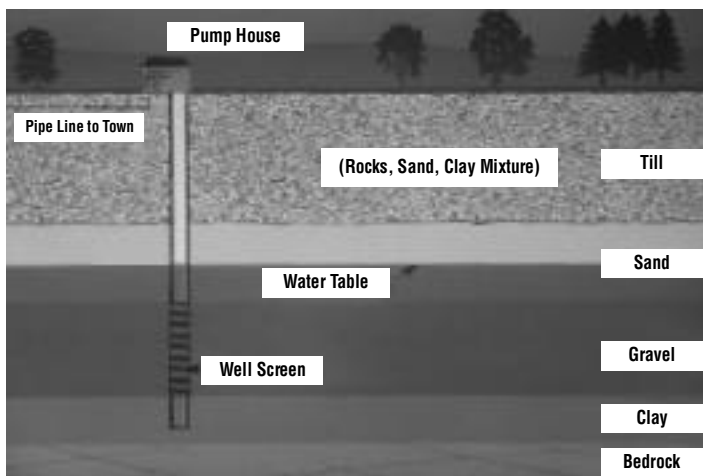 Pump House
Pipe Line to Town
(Rocks, Sand, Clay Mixture)
Till
Sand
Water Table
Gravel
Well Screen
Clay
Bedrock